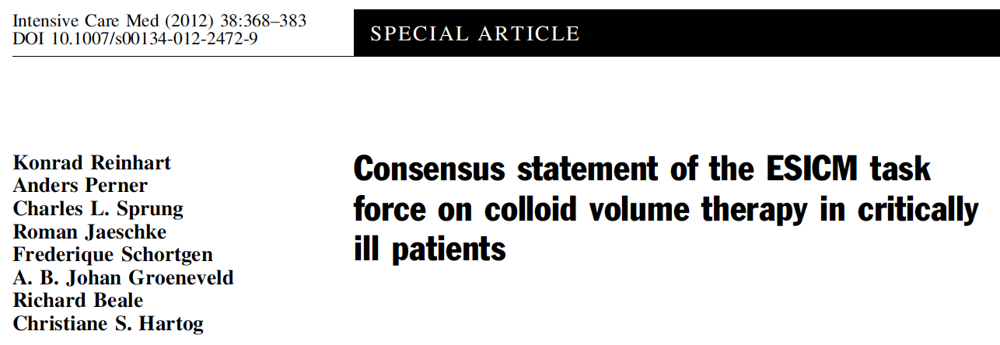 Intensive Care Med (2012) 38:368–383
DOI 10.1007/s00134-012-2472-9
SPECIAL ARTICLE
Konrad Reinhart
Anders Perner
Charles L. Sprung
Roman Jaeschke
Frederique Schortgen
A. B. Johan Groeneveld
Richard Beale
Christiane S. Hartog
Consensus statement of the ESICM task
force on colloid volume therapy in critically
ill patients